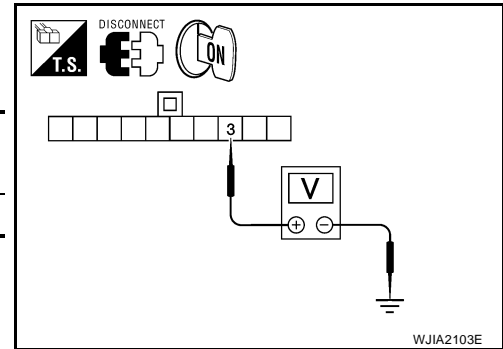 DISCONNECT
T.S.
ON
3
V
+ −
WJIA2103E